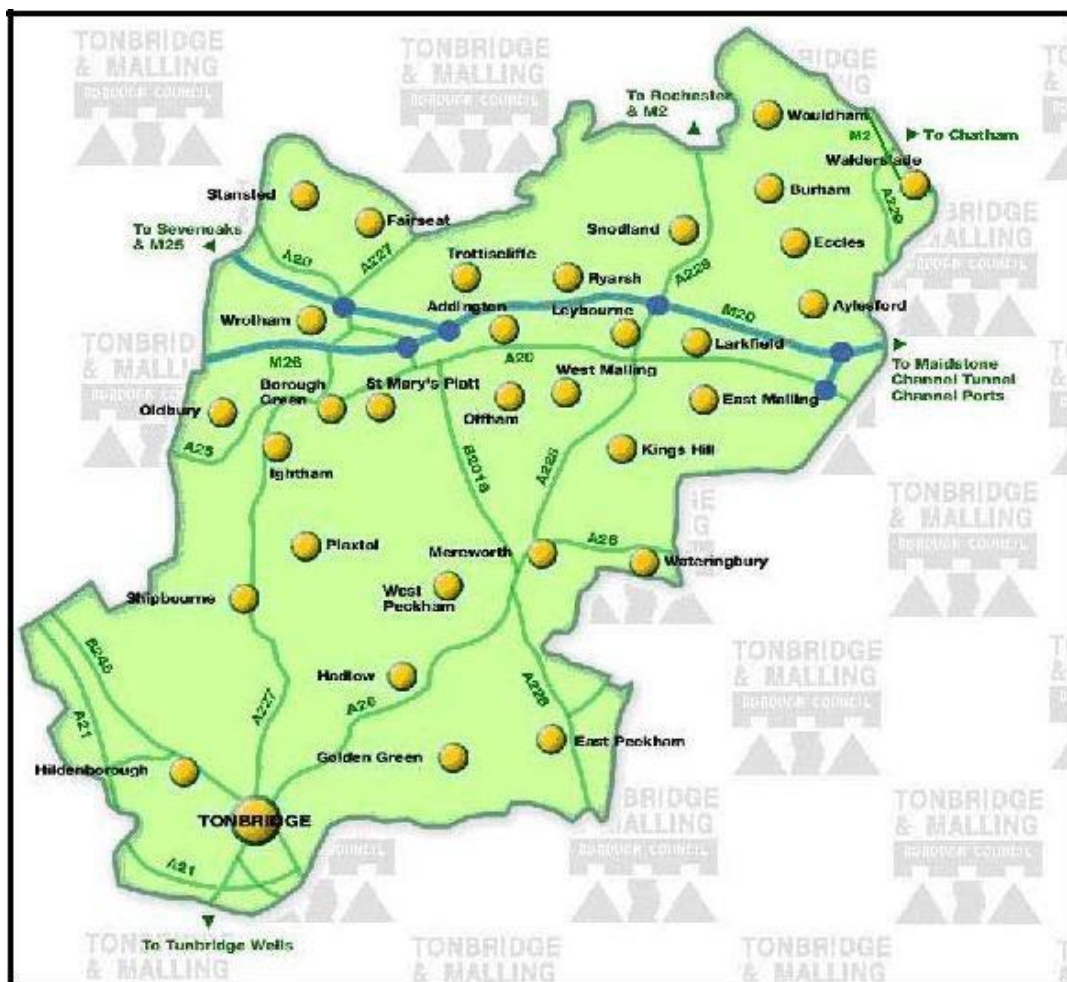 TONBRIDGE
& MALLING
BOROUGH COUNCIL
To Rochester
& M2
Wouldham
M2
To Chatham
Walderslade
Stansted
Burham
A229
Fairseat
To Sevenoaks
& M25
Snodland
Eccles
A20
A227
Trottiscliffe
Ryarsh
A228
Addington
Leybourne
Aylesford
M20
Wrotham
Larkfield
M26
A20
To Maidstone
Channel Tunnel
Channel Ports
Borough
Green
St Mary's Platt
West Malling
Oldbury
Offham
East Malling
A25
Ightham
B2016
A228
Kings Hill
Plaxtol
Mereworth
A26
Wateringbury
Shipbourne
West
Peckham
B245
Hadlow
A21
A227
A26
A228
Hildenborough
Golden Green
East Peckham
TONBRIDGE
A21
To Tunbridge Wells
TONBRIDGE
& MALLING
BOROUGH COUNCIL